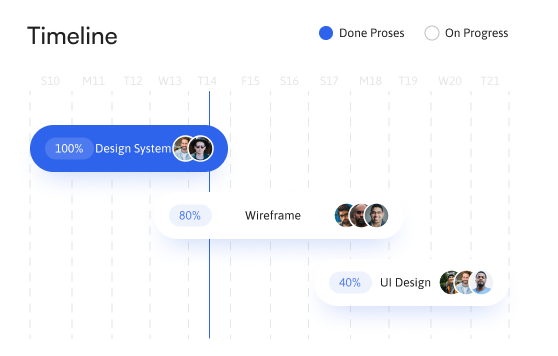 Timeline
Done Proses
On Progress
S10 M11 T12 W13 T14 F15 S16 S17 M18 T19 W20 T21
100% Design System
80% Wireframe
40% UI Design